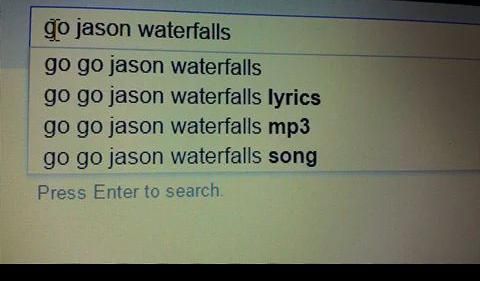 go jason waterfalls
go go jason waterfalls
go go jason waterfalls lyrics
go go jason waterfalls mp3
go go jason waterfalls song
Press Enter to search.